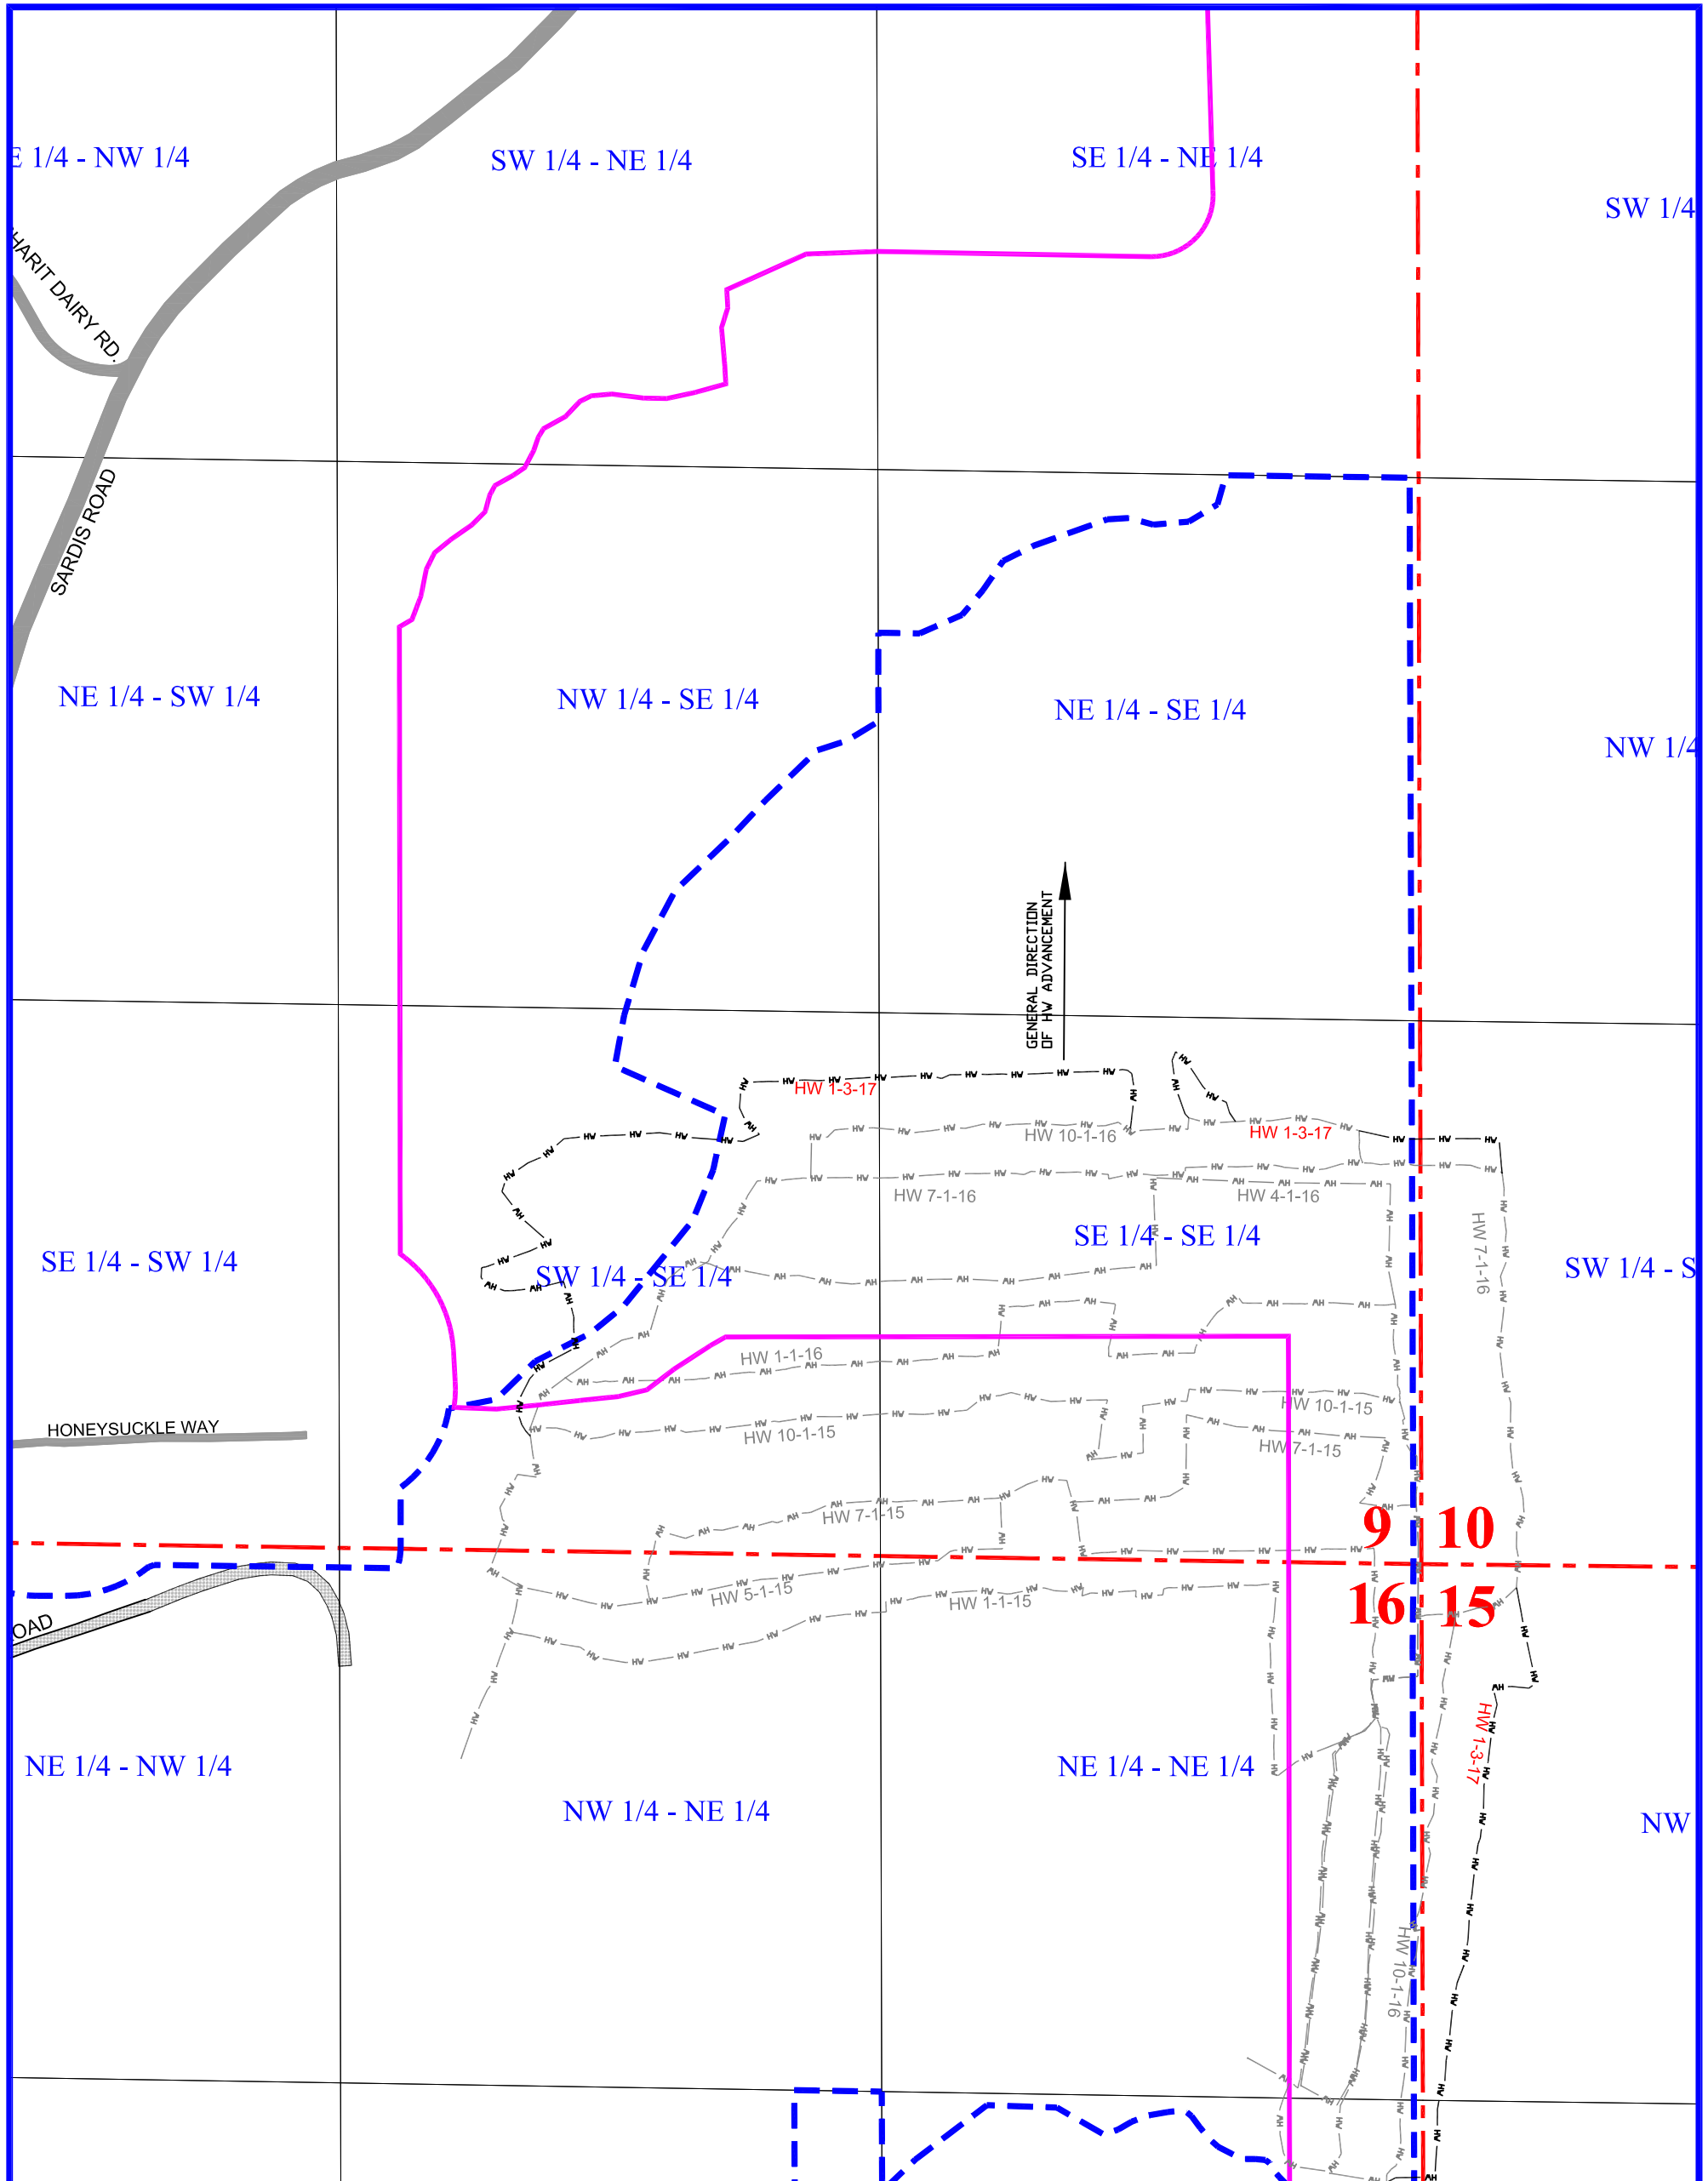 E 1/4 - NW 1/4
SW 1/4 - NE 1/4
SE 1/4 - NE 1/4
SW 1/4
HARIT DAIRY RD.
SARDIS ROAD
NE 1/4 - SW 1/4
NW 1/4 - SE 1/4
NE 1/4 - SE 1/4
NW 1/4
GENERAL DIRECTION
OF HW ADVANCEMENT
HW 1-3-17
HW 10-1-16
HW 1-3-17
HW 7-1-16
HW 4-1-16
HW 7-1-16
SE 1/4 - SE 1/4
SE 1/4 - SW 1/4
SW 1/4 - SE 1/4
SW 1/4 - S
HW 1-1-16
HW 10-1-15
HONEYSUCKLE WAY
HW 10-1-15
HW 7-1-15
HW 7-1-15
9 10
16 15
HW 5-1-15
HW 1-1-15
OAD
HW 1-3-17
NE 1/4 - NW 1/4
NE 1/4 - NE 1/4
NW 1/4 - NE 1/4
NW
HW 10-1-16